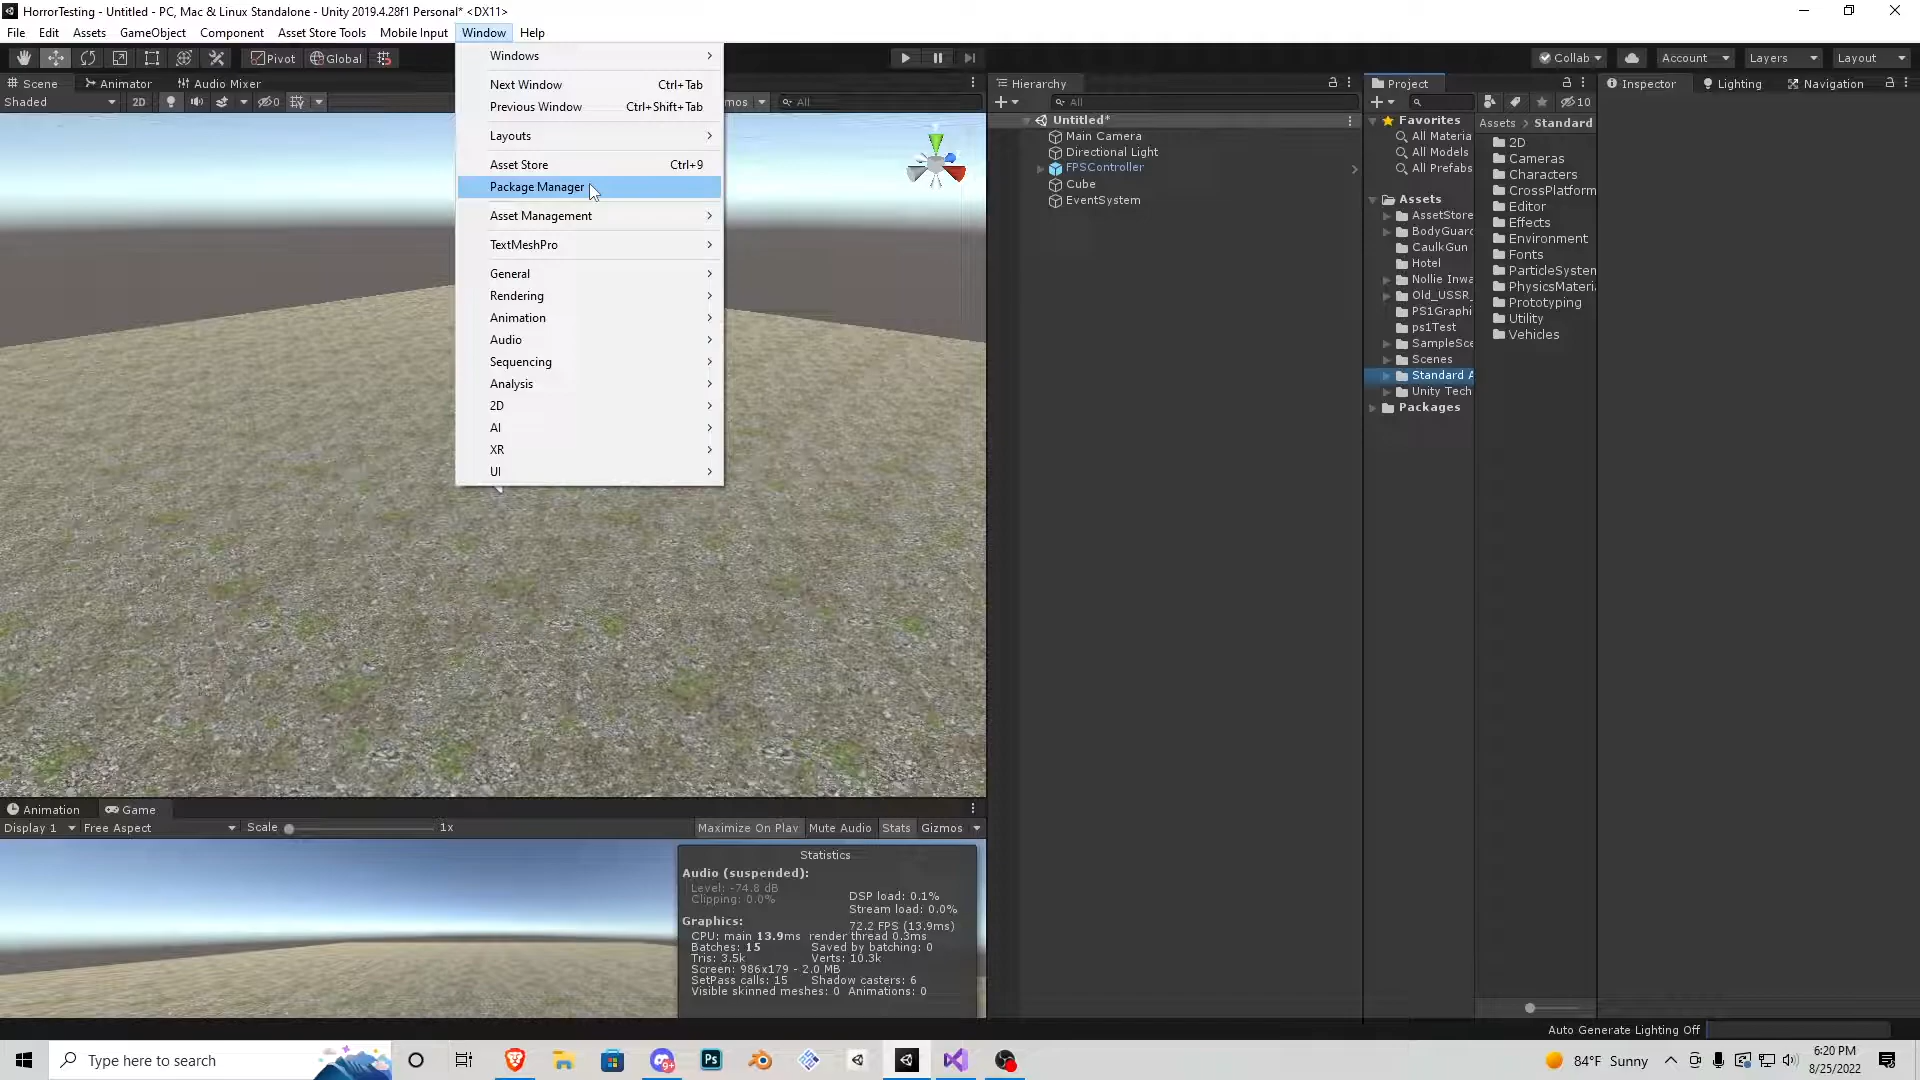 HorrorTesting - Untitled - PC, Mac & Linux Standalone - Unity 2019.4.28f1 Personal* <DX11>
File Edit Assets GameObject Component Asset Store Tools Mobile Input Window Help
Pivot Global
Collab Account Layers Layout
Scene Animator Audio Mixer
Shaded 2D All
Windows
Next Window Ctrl+Tab
Previous Window Ctrl+Shift+Tab
Layouts
Asset Store Ctrl+9
Package Manager
Asset Management
TextMeshPro
General
Rendering
Animation
Audio
Sequencing
Analysis
2D
AI
XR
UI
Hierarchy
All
Untitled*
Main Camera
Directional Light
FPSController
Cube
EventSystem
Project
10
Favorites
All Materia
All Models
All Prefabs
Assets
AssetStore
BodyGuard
CaulkGun
Hotel
Nollie Inwa
Old_USSR_
PS1Graphi
ps1Test
SampleSce
Scenes
Standard A
Unity Tech
Packages
Assets > Standard
2D
Cameras
Characters
CrossPlatform
Editor
Effects
Environment
Fonts
ParticleSystem
PhysicsMateri
Prototyping
Utility
Vehicles
Inspector Lighting Navigation
Animation Game
Display 1 Free Aspect Scale 1x Maximize On Play Mute Audio Stats Gizmos
Statistics
Audio (suspended):
Level: -74.8 dB DSP load: 0.1%
Clipping: 0.0% Stream load: 0.0%
Graphics: 72.2 FPS (13.9ms)
CPU: main 13.9ms render thread 0.3ms
Batches: 15 Saved by batching: 0
Tris: 3.5k Verts: 10.3k
Screen: 986x179 - 2.0 MB
SetPass calls: 15 Shadow casters: 6
Visible skinned meshes: 0 Animations: 0
Auto Generate Lighting Off
Type here to search
Ps
84°F Sunny
6:20 PM
8/25/2022